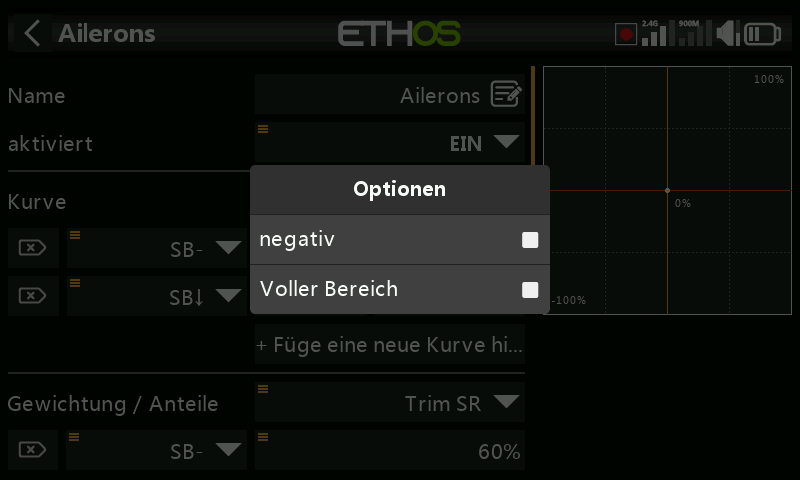 Ailerons
ETHOS
2.4G
900M
Name
Ailerons
100%
aktiviert
EIN
Optionen
Kurve
0%
negativ
SB-
Voller Bereich
SB↓
-100%
+ Füge eine neue Kurve hi...
Gewichtung / Anteile
Trim SR
SB-
60%